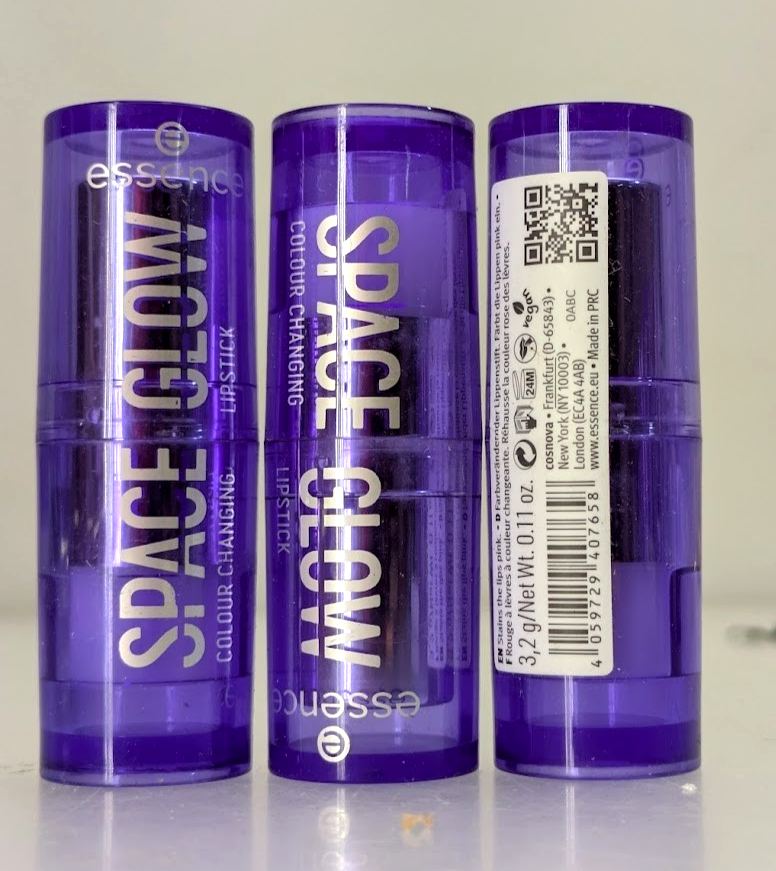 essence
SPACE GLOW
COLOUR CHANGING LIPSTICK
SPACE GLOW
COLOUR CHANGING LIPSTICK
essence
EN Stains the lips pink. • D Farbverändernder Lippenstift. Färbt die Lippen pink ein. •
F Rouge à lèvres à couleur changeante. Réhausse la couleur rose des lèvres.
3,2 g/Net Wt. 0.11 oz.
24M
vegan
cosnova • Frankfurt (D-65843) •
New York (NY 10003) •
0ABC
London (EC4A 4AB)
www.essence.eu • Made in PRC
4 059729 407658